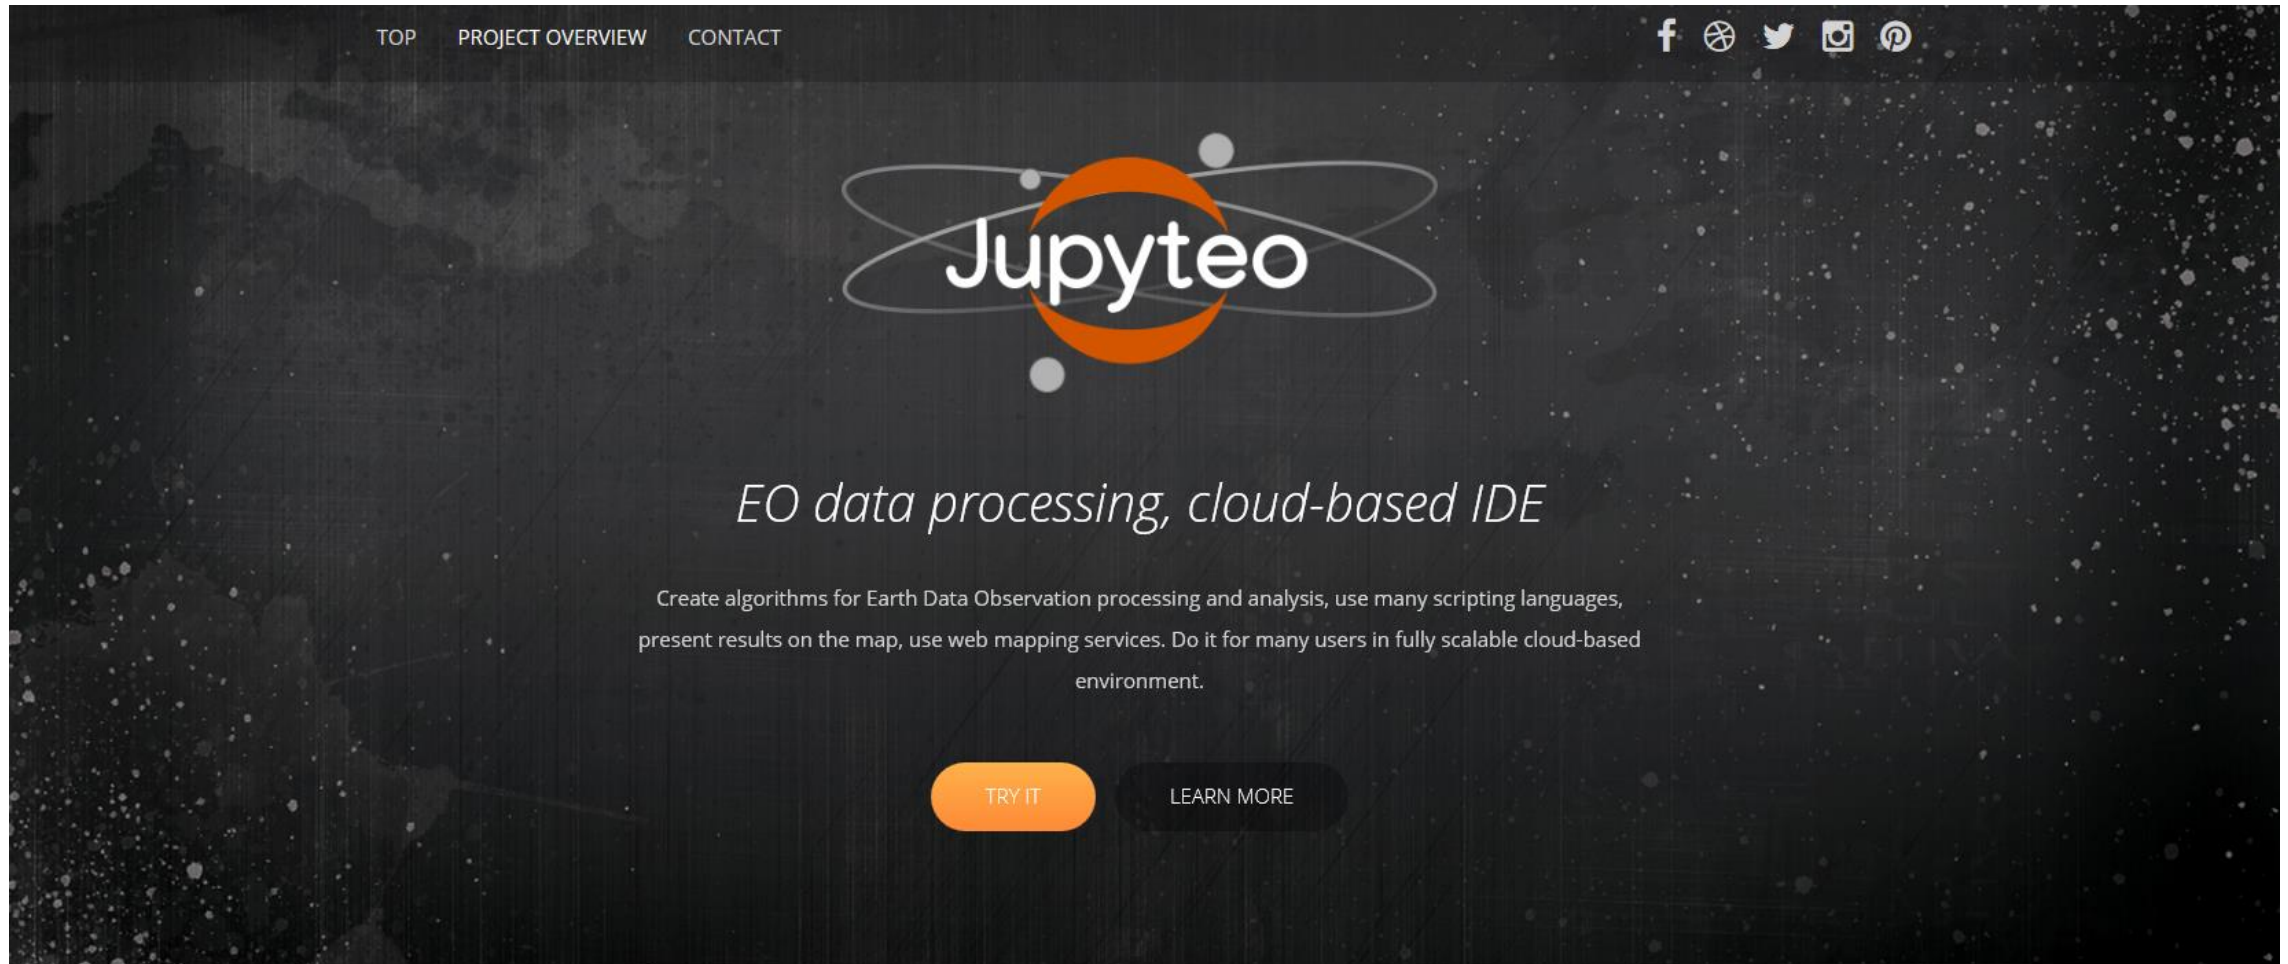 TOP PROJECT OVERVIEW CONTACT
Jupyteo
EO data processing, cloud-based IDE
Create algorithms for Earth Data Observation processing and analysis, use many scripting languages,
present results on the map, use web mapping services. Do it for many users in fully scalable cloud-based
environment.
TRY IT LEARN MORE